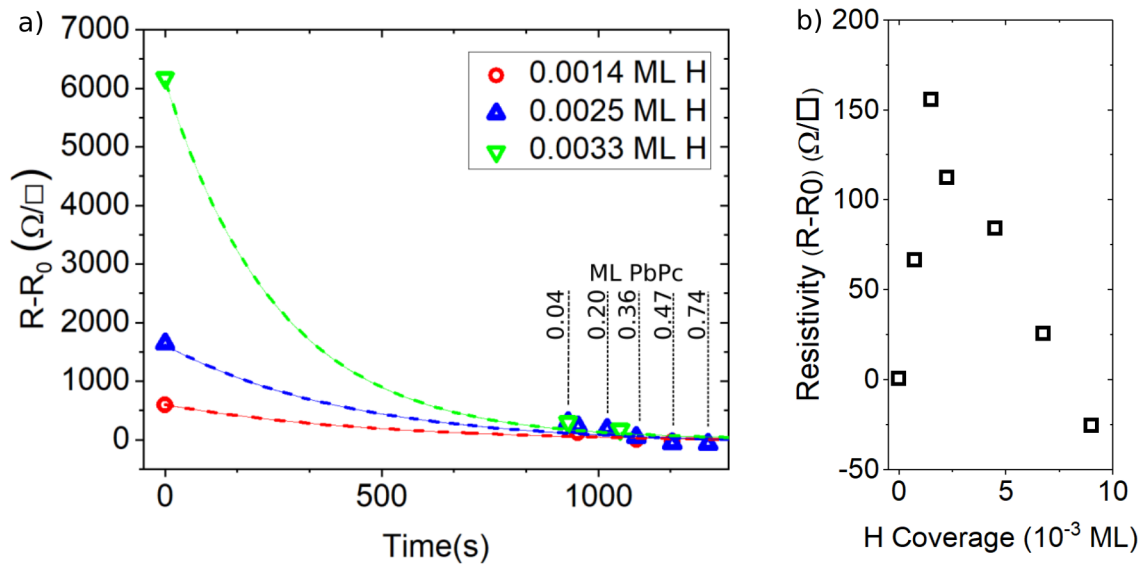 a)
7000
6000
5000
4000
3000
2000
1000
0
R-R₀ (Ω/□)
0.0014 ML H
0.0025 ML H
0.0033 ML H
ML PbPc
0.04
0.20
0.36
0.47
0.74
0
500
1000
Time(s)
b)
200
150
100
50
0
-50
Resistivity (R-R0) (Ω/□)
0
5
10
H Coverage (10⁻³ ML)